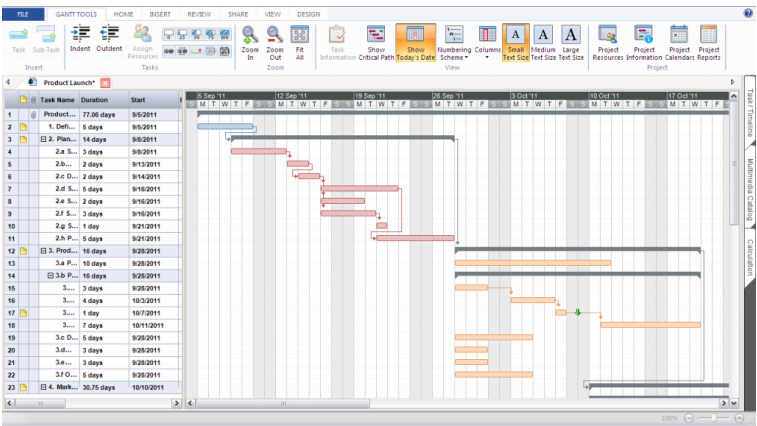 FILE GANTT TOOLS HOME INSERT REVIEW SHARE VIEW DESIGN
Task Sub-Task Indent Outdent Assign Resources Zoom In Zoom Out Fit All Task Information Show Critical Path Show Today's Date Numbering Scheme Columns Small Text Size Medium Text Size Large Text Size Project Resources Project Information Project Calendars Project Reports
Insert Tasks Zoom View Project
Product Launch*
Task Name Duration Start
5 Sep '11 12 Sep '11 19 Sep '11 26 Sep '11 3 Oct '11 10 Oct '11 17 Oct '11
S M T W T F S S M T W T F S S M T W T F S S M T W T F S S M T W T F S S M T W T F S S M T W T F
1 Product... 77.06 days 9/5/2011
2 1. Defi... 5 days 9/5/2011
3 2. Plan... 14 days 9/8/2011
4 2.a S... 3 days 9/8/2011
5 2.b... 2 days 9/13/2011
6 2.c D... 2 days 9/14/2011
7 2.d S... 5 days 9/16/2011
8 2.e S... 2 days 9/16/2011
9 2.f S... 3 days 9/16/2011
10 2.g S... 1 day 9/21/2011
11 2.h P... 5 days 9/21/2011
12 3. Prod... 16 days 9/28/2011
13 3.a P... 10 days 9/28/2011
14 3.b P... 16 days 9/28/2011
15 3.... 3 days 9/28/2011
16 3.... 4 days 10/3/2011
17 3.... 1 day 10/7/2011
18 3.... 7 days 10/11/2011
19 3.c D... 5 days 9/28/2011
20 3.d... 3 days 9/28/2011
21 3.e... 3 days 9/28/2011
22 3.f O... 5 days 9/28/2011
23 4. Mark... 30.75 days 10/10/2011
Task/Timeline
Multimedia Catalog
Calculation
100%